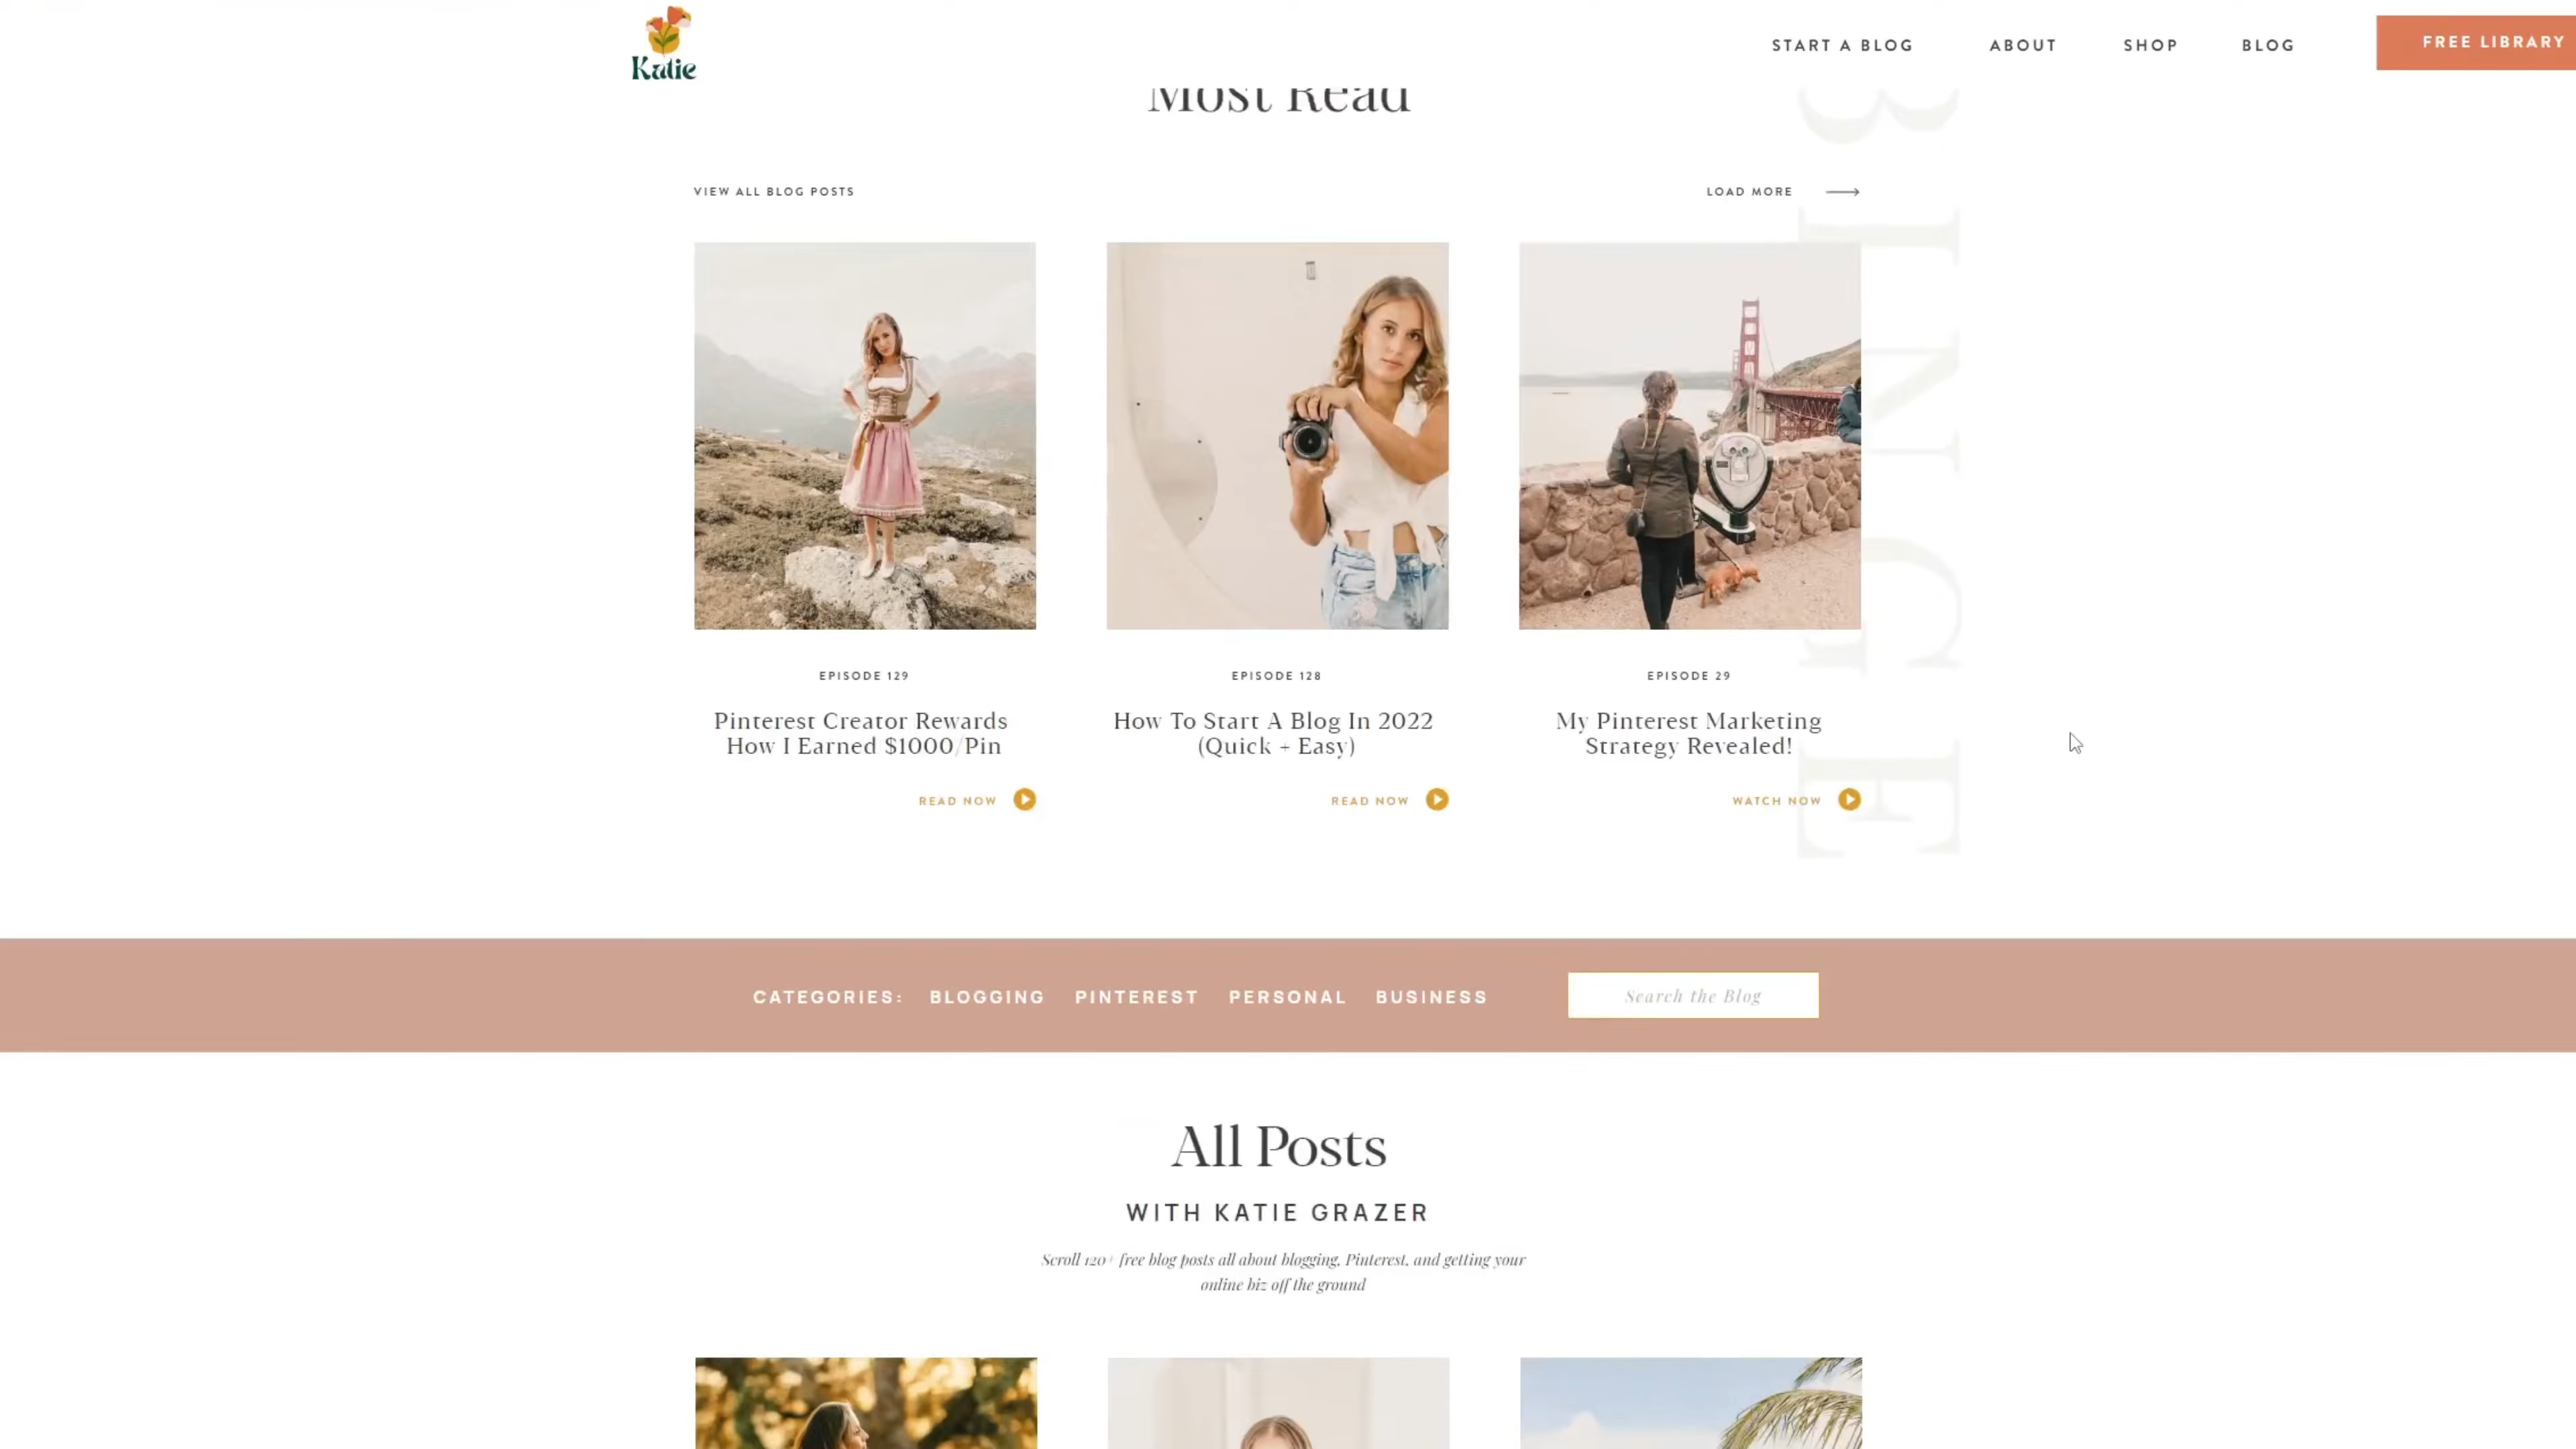 Katie
START A BLOG
ABOUT
SHOP
BLOG
FREE LIBRARY
Most Read
VIEW ALL BLOG POSTS
LOAD MORE
BINGE
EPISODE 129
Pinterest Creator Rewards
How I Earned $1000/Pin
READ NOW
EPISODE 128
How To Start A Blog In 2022
(Quick + Easy)
READ NOW
EPISODE 29
My Pinterest Marketing
Strategy Revealed!
WATCH NOW
CATEGORIES:
BLOGGING
PINTEREST
PERSONAL
BUSINESS
Search the Blog
All Posts
WITH KATIE GRAZER
Scroll 120+ free blog posts all about blogging, Pinterest, and getting your
online biz off the ground